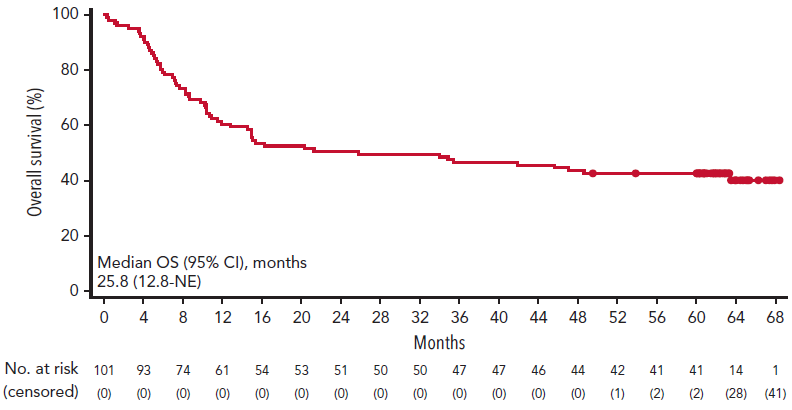 100
80
60
40
20
0
Overall survival (%)
Median OS (95% CI), months
25.8 (12.8-NE)
0 4 8 12 16 20 24 28 32 36 40 44 48 52 56 60 64 68
Months
No. at risk 101 93 74 61 54 53 51 50 50 47 47 46 44 42 41 41 14 1
(censored) (0) (0) (0) (0) (0) (0) (0) (0) (0) (0) (0) (0) (0) (1) (2) (2) (28) (41)